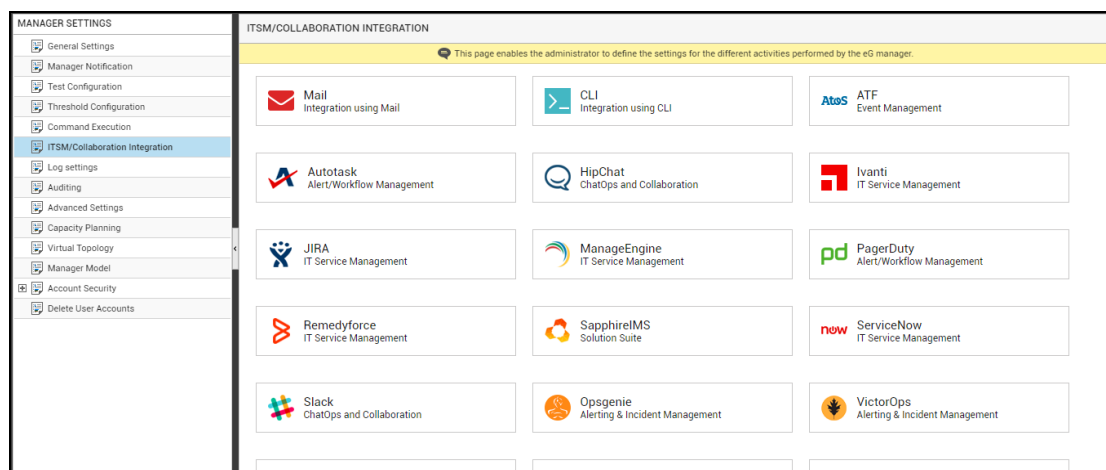 MANAGER SETTINGS
General Settings
Manager Notification
Test Configuration
Threshold Configuration
Command Execution
ITSM/Collaboration Integration
Log settings
Auditing
Advanced Settings
Capacity Planning
Virtual Topology
Manager Model
Account Security
Delete User Accounts
ITSM/COLLABORATION INTEGRATION
This page enables the administrator to define the settings for the different activities performed by the eG manager.
Mail
Integration using Mail
CLI
Integration using CLI
Atos
ATF
Event Management
Autotask
Alert/Workflow Management
HipChat
ChatOps and Collaboration
Ivanti
IT Service Management
JIRA
IT Service Management
ManageEngine
IT Service Management
pd
PagerDuty
Alert/Workflow Management
Remedyforce
IT Service Management
SapphireIMS
Solution Suite
now
ServiceNow
IT Service Management
Slack
ChatOps and Collaboration
Opsgenie
Alerting & Incident Management
VictorOps
Alerting & Incident Management